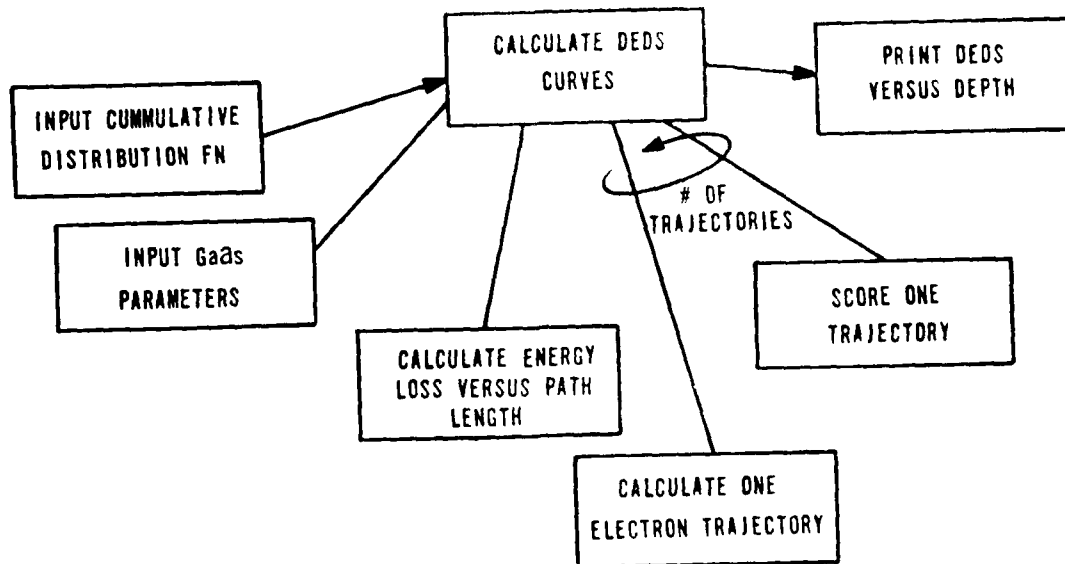 CALCULATE DEDS
CURVES
PRINT DEDS
VERSUS DEPTH
INPUT CUMMULATIVE
DISTRIBUTION FN
# OF
TRAJECTORIES
INPUT Gaas
PARAMETERS
SCORE ONE
TRAJECTORY
CALCULATE ENERGY
LOSS VERSUS PATH
LENGTH
CALCULATE ONE
ELECTRON TRAJECTORY